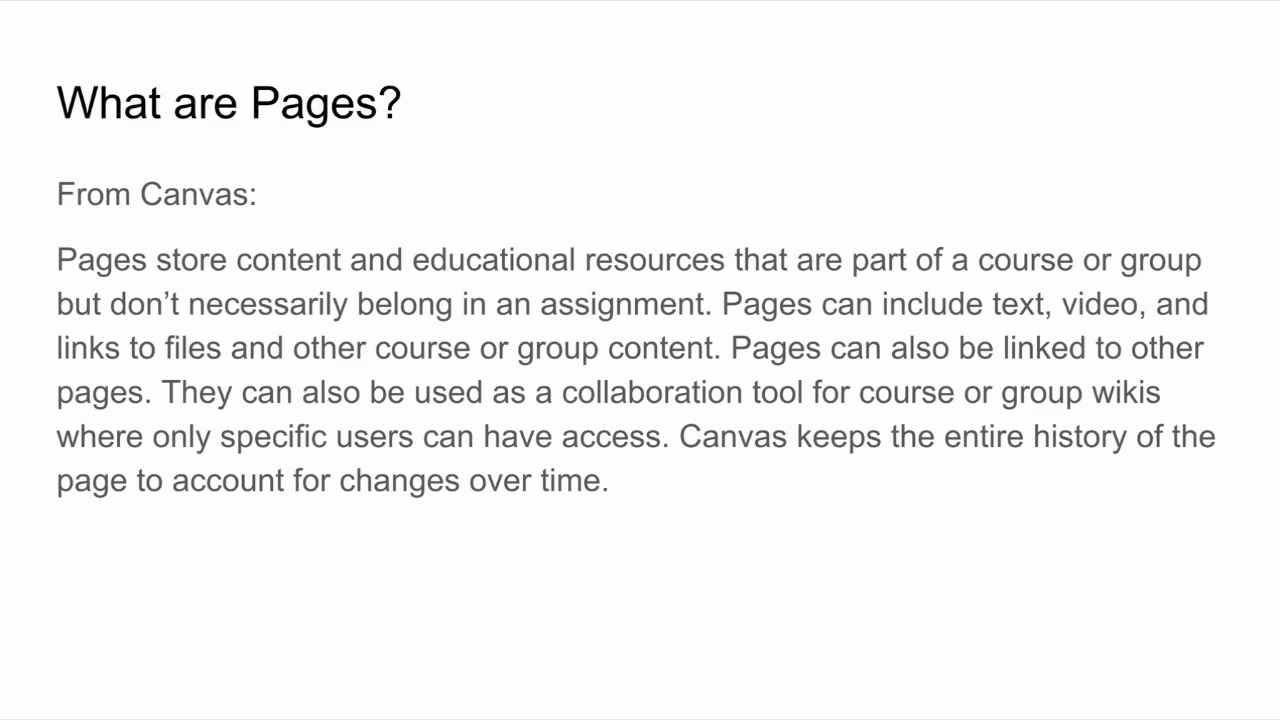 What are Pages?
From Canvas:
Pages store content and educational resources that are part of a course or group
but don’t necessarily belong in an assignment. Pages can include text, video, and
links to files and other course or group content. Pages can also be linked to other
pages. They can also be used as a collaboration tool for course or group wikis
where only specific users can have access. Canvas keeps the entire history of the
page to account for changes over time.